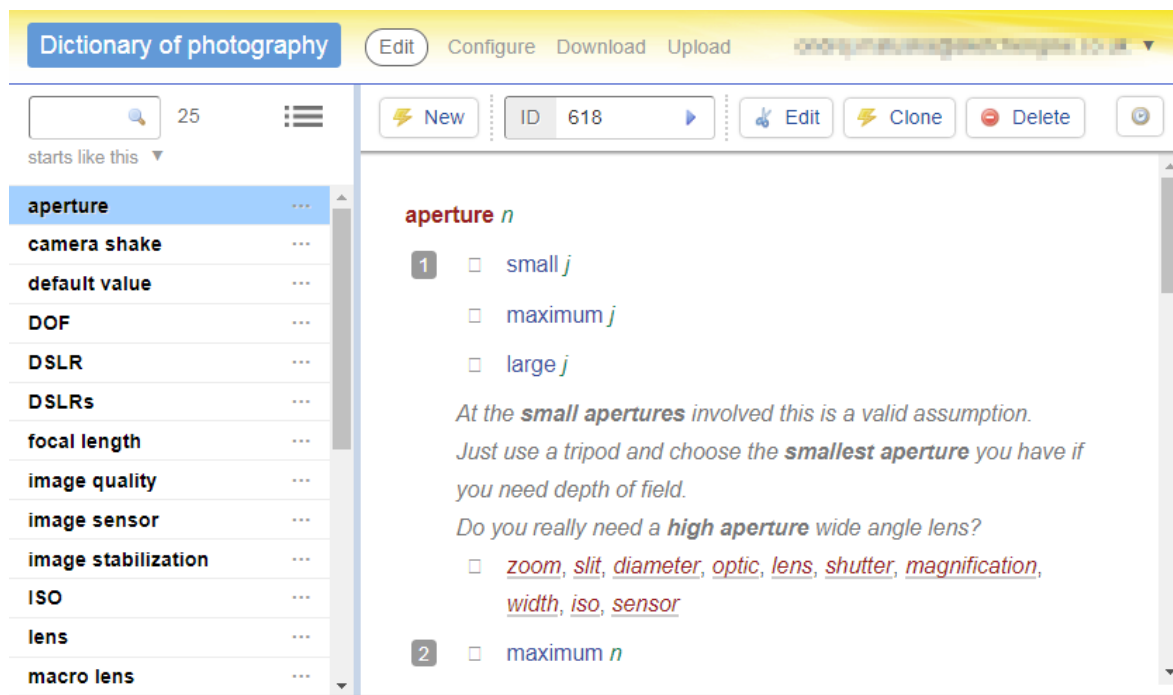 Dictionary of photography Edit Configure Download Upload
25
starts like this
New ID 618 Edit Clone Delete
aperture
camera shake
default value
DOF
DSLR
DSLRs
focal length
image quality
image sensor
image stabilization
ISO
lens
macro lens
aperture n
1 small j
maximum j
large j
At the small apertures involved this is a valid assumption.
Just use a tripod and choose the smallest aperture you have if
you need depth of field.
Do you really need a high aperture wide angle lens?
zoom, slit, diameter, optic, lens, shutter, magnification,
width, iso, sensor
2 maximum n